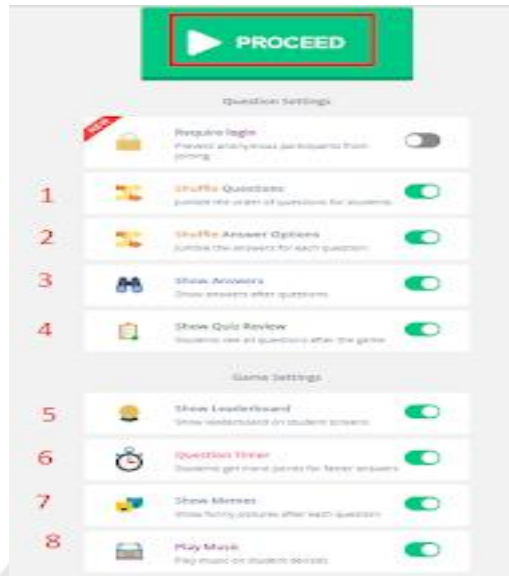 PROCEED
Question Settings
NEW
Require login
Prevent anonymous participants from
joining
1
Shuffle Questions
Jumble the order of questions for students
2
Shuffle Answer Options
Jumble the answers for each question
3
Show Answers
Show answers after questions
4
Show Quiz Review
Students see all questions after the game
Game Settings
5
Show Leaderboard
Show leaderboard on student screens
6
Question Timer
Students get more points for faster answers
7
Show Memes
Show funny pictures after each question
8
Play Music
Play music on student devices